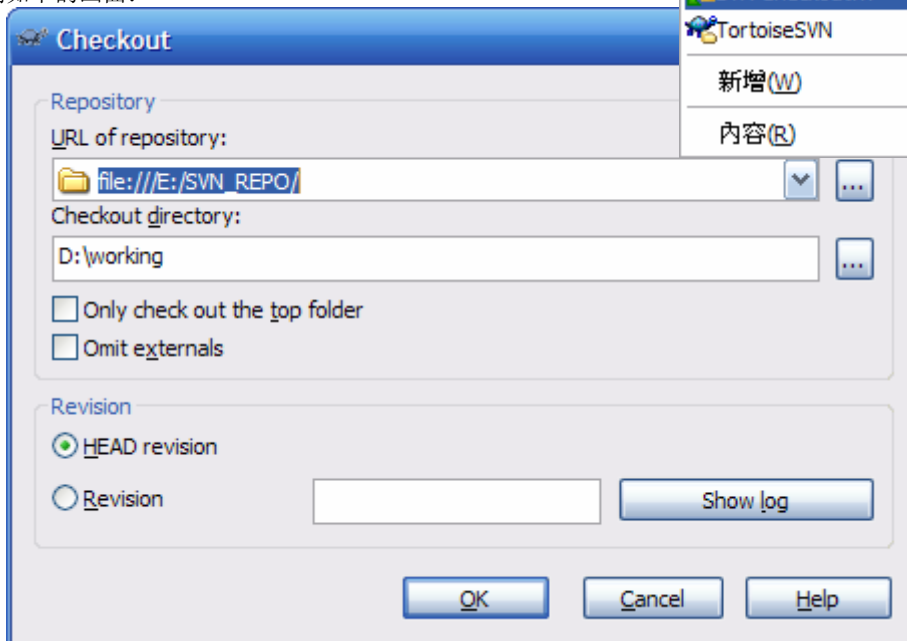 TortoiseSVN
新增(W)
內容(R)
Checkout
Repository
URL of repository:
file:///E:/SVN_REPO/
...
Checkout directory:
D:\working
...
Only check out the top folder
Omit externals
Revision
HEAD revision
Revision
Show log
OK Cancel Help